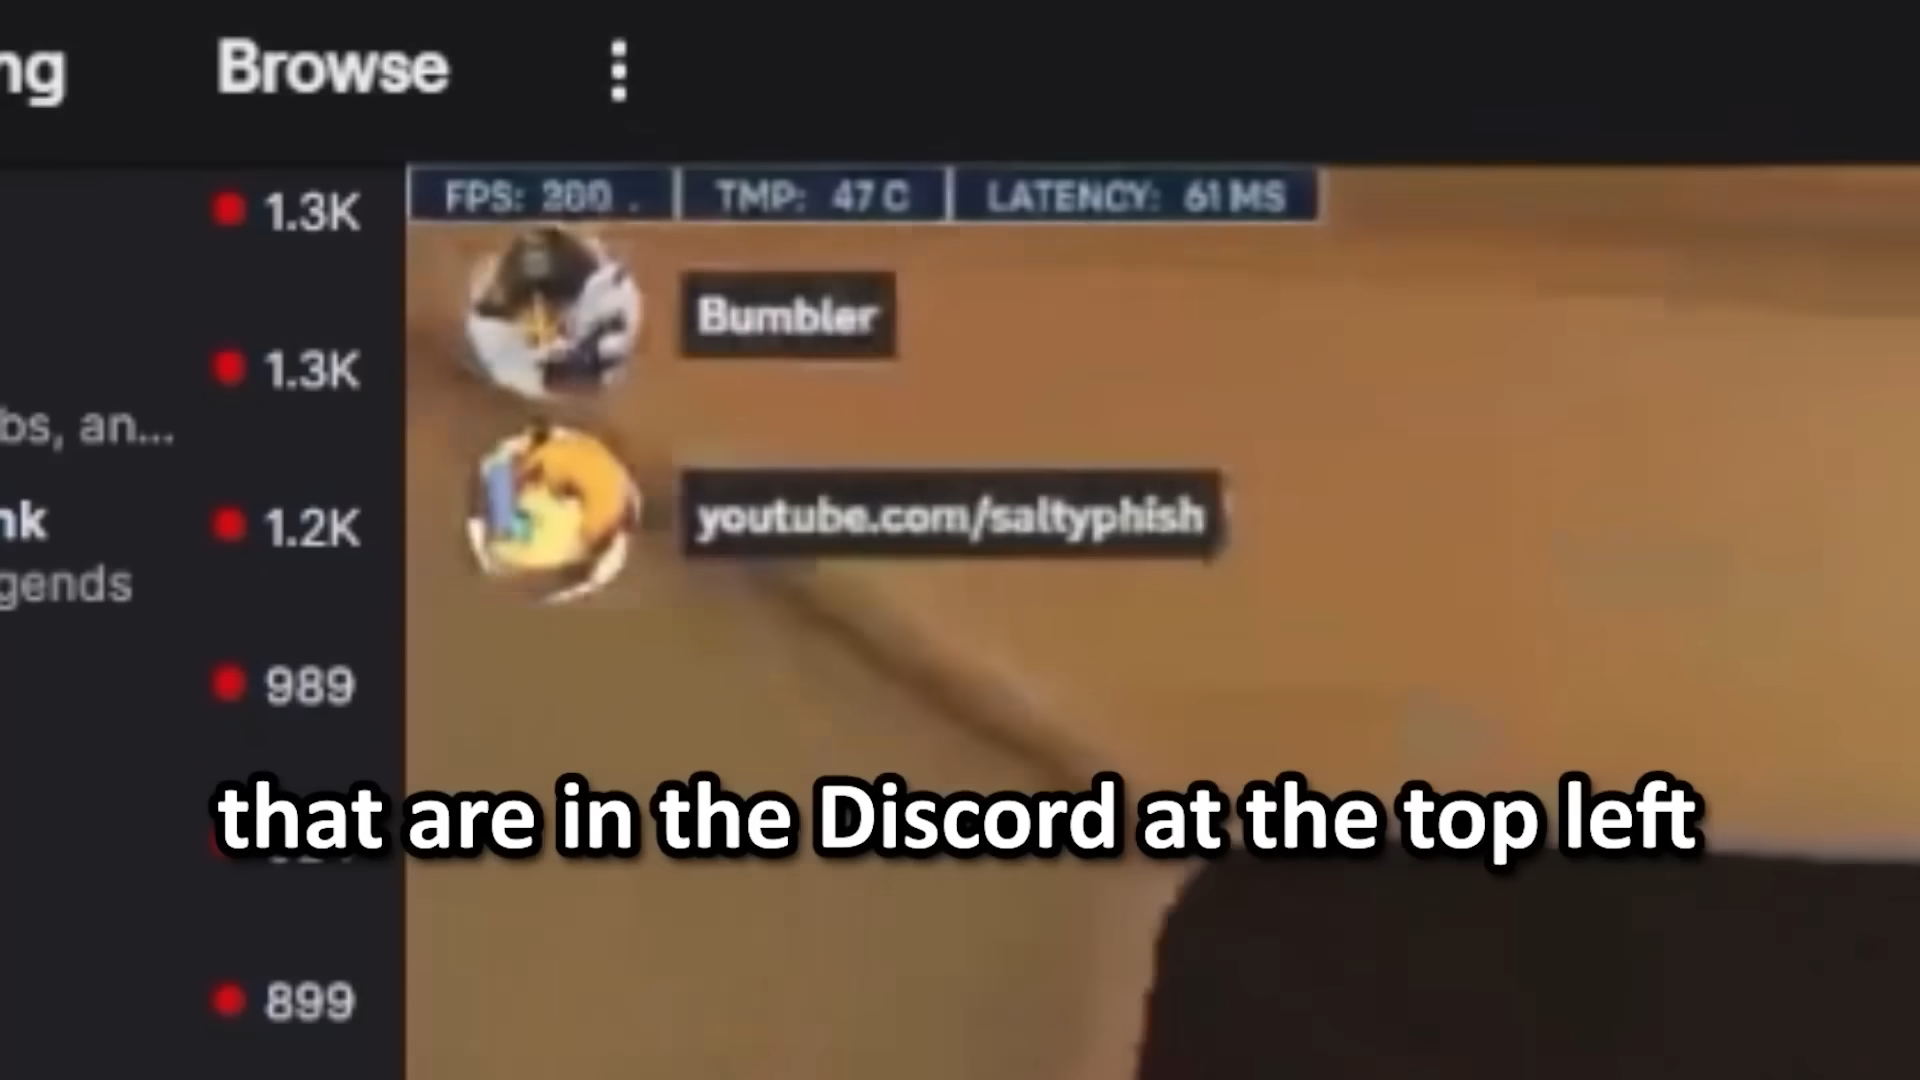 ng Browse
FPS: 200 . TMP: 47 C LATENCY: 61 MS
1.3K
Bumbler
1.3K
bs, an...
youtube.com/saltyphish
nk 1.2K
gends
989
that are in the Discord at the top left
899